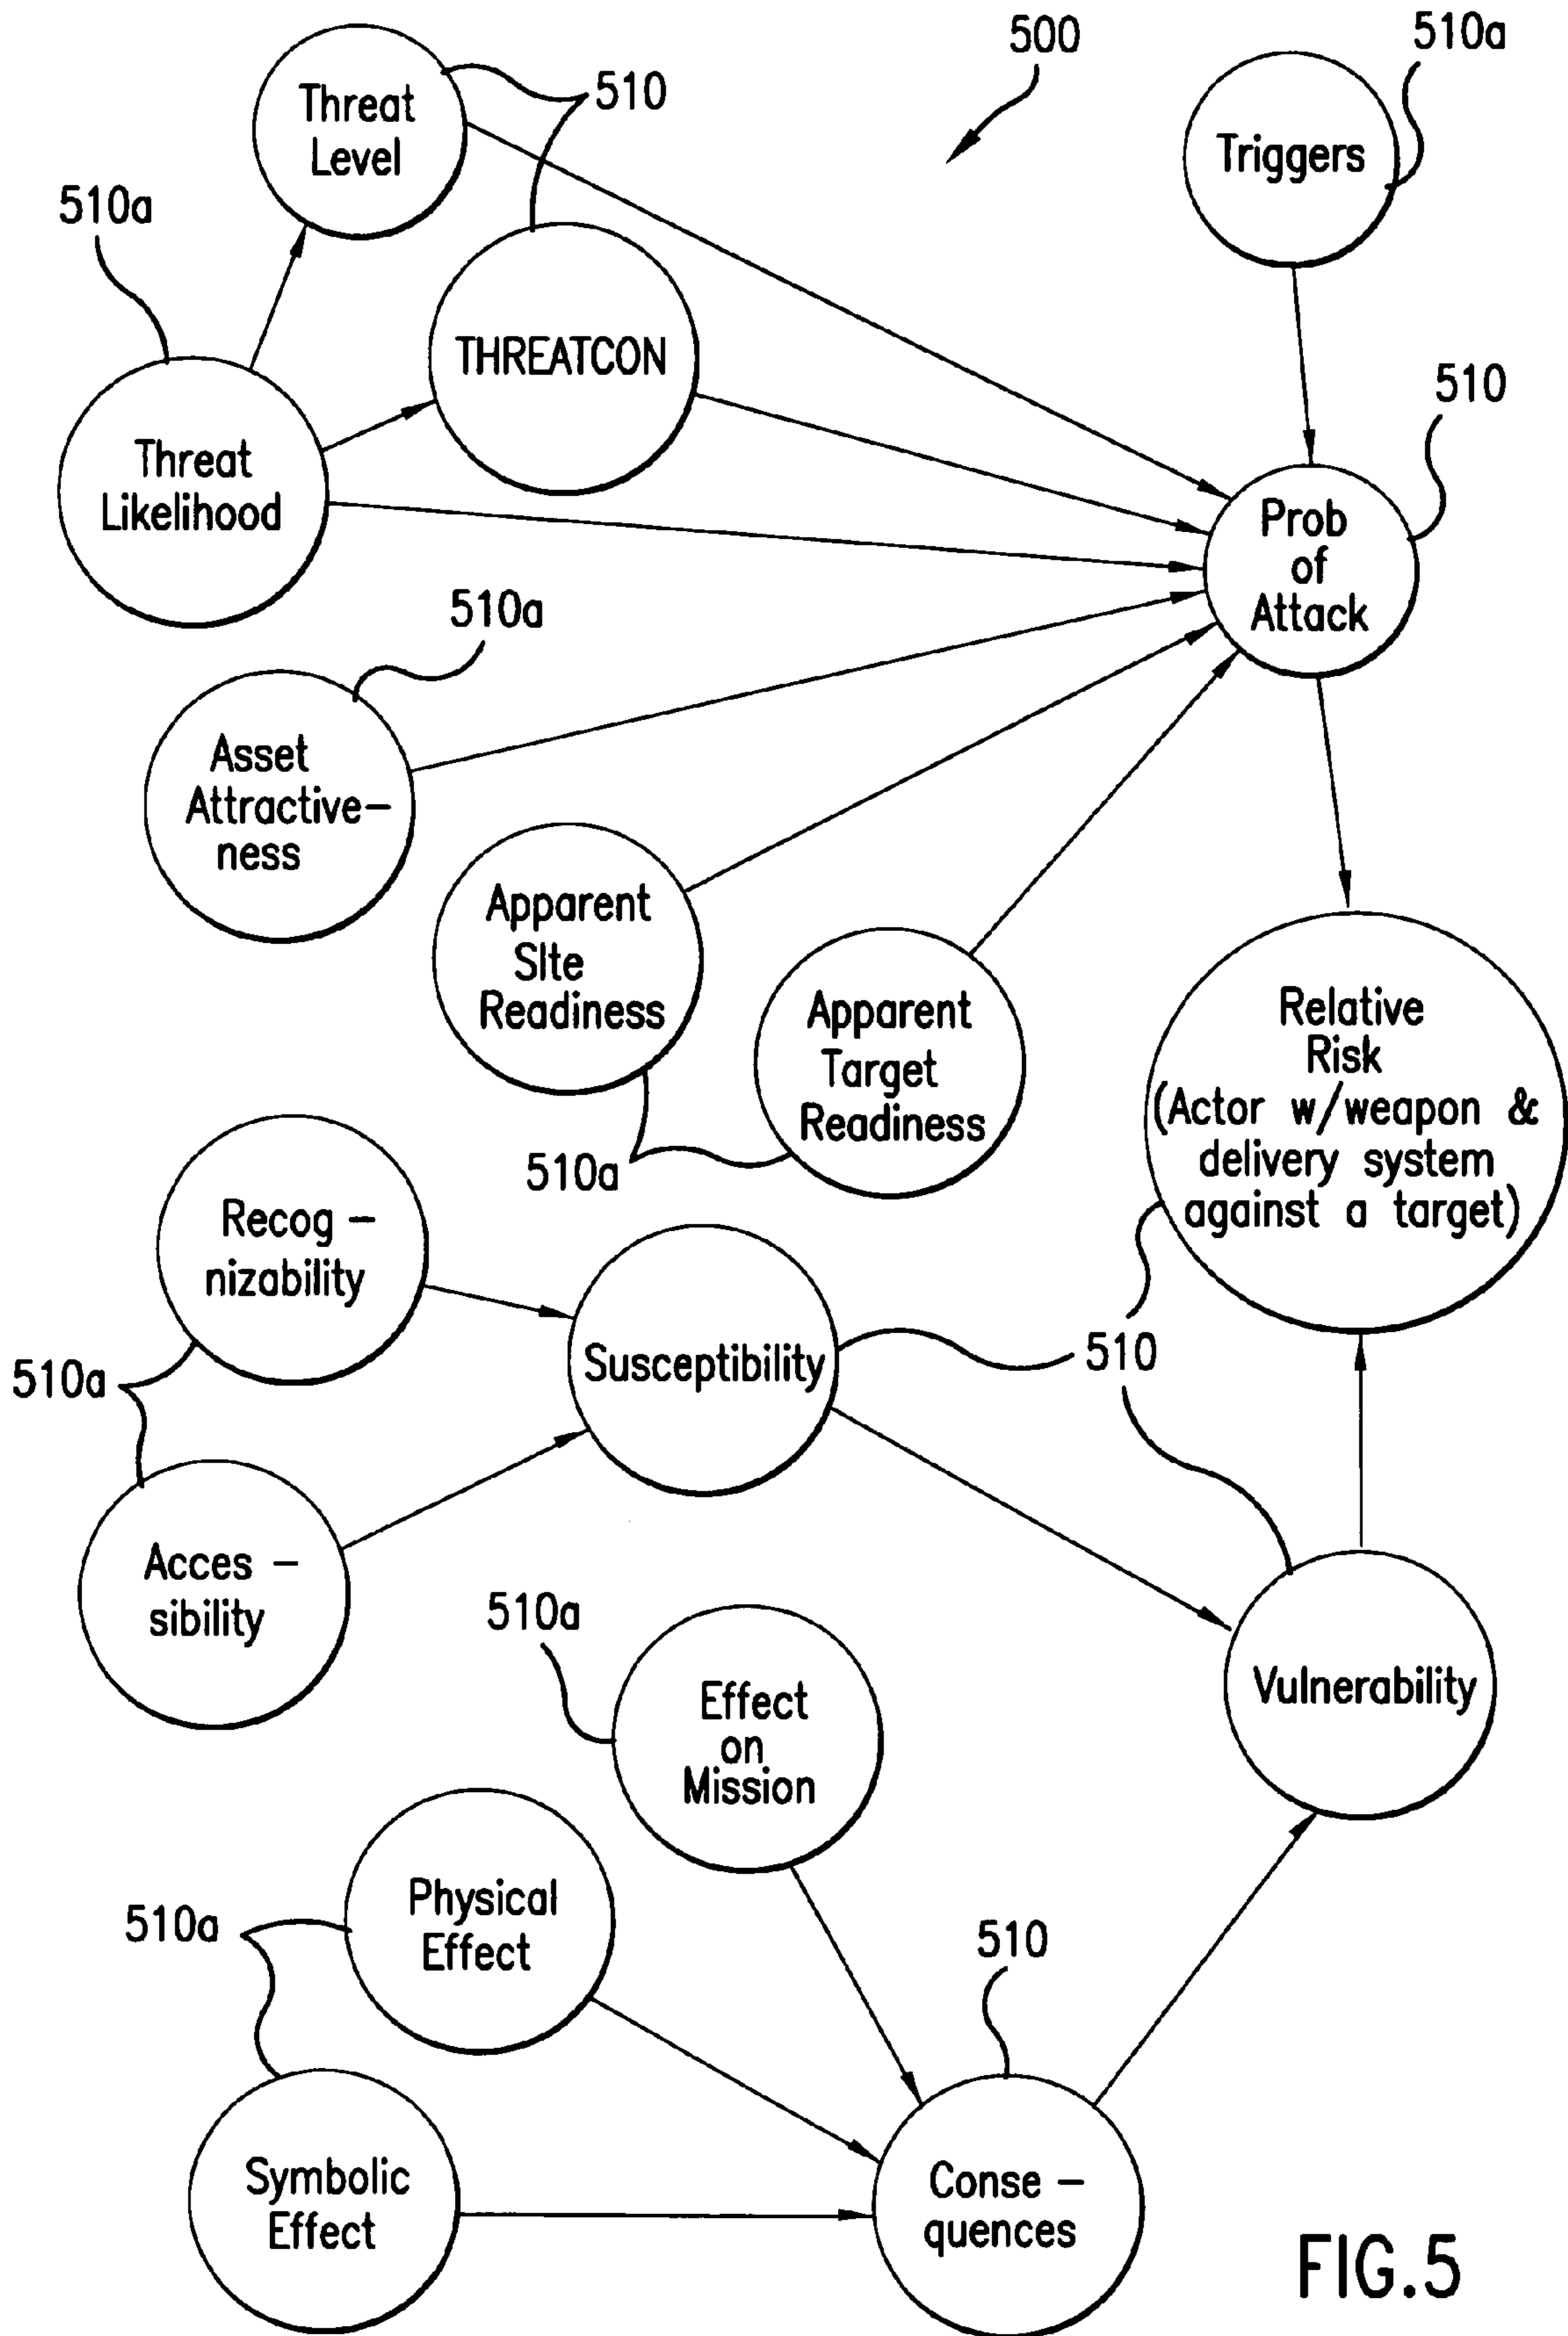 500
510a
Threat
Level
510
Triggers
510a
THREATCON
510
Threat
Likelihood
Prob
of
Attack
510a
Asset
Attractive-
ness
Apparent
SIte
Readiness
Apparent
Target
Readiness
510a
Relative
Risk
(Actor w/weapon &
delivery system
against a target)
Recog -
nizability
510a
Susceptibility
510
Acces -
sibility
510a
Effect
on
Mission
Vulnerability
510a
Physical
Effect
510
Symbolic
Effect
Conse -
quences
FIG.5